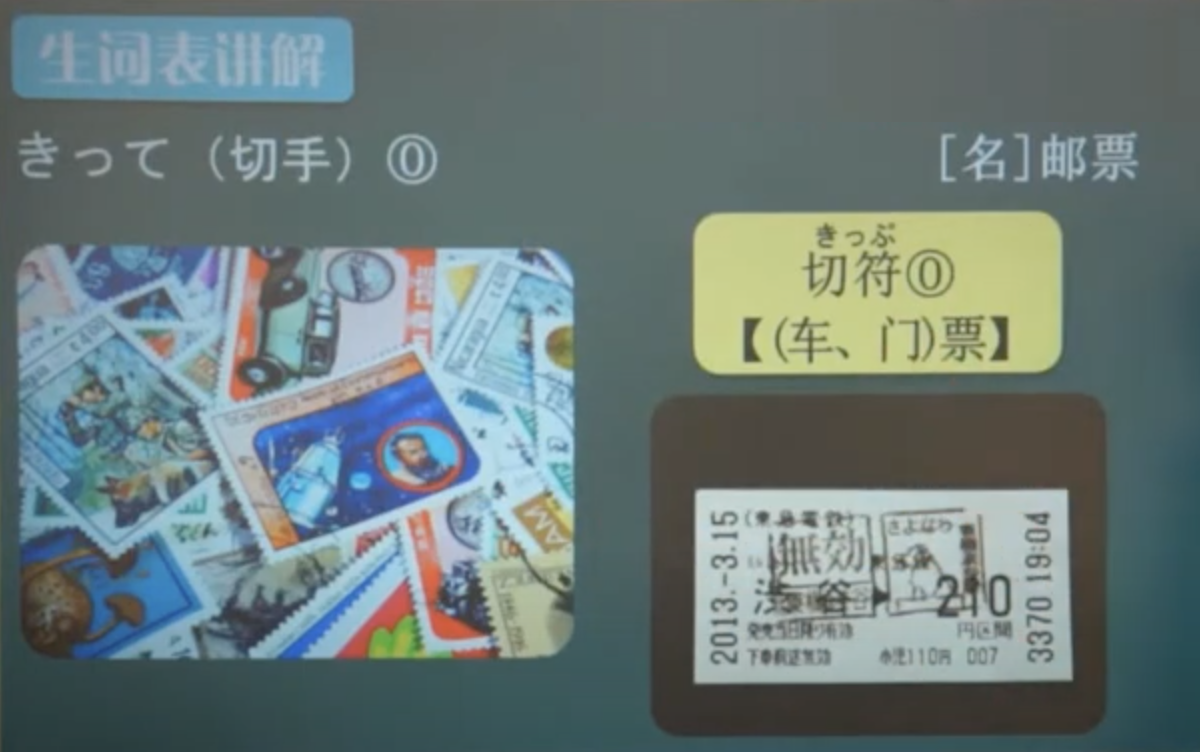 生词表讲解
きって（切手）⓪
[名]邮票
きっぷ
切符⓪
【(车、门)票】
AM
2013.-3.15
(東急電鉄)
無効
さよなら
渋谷▶
210
発売当日限り有効
円区間
下車前途無効
小児110円 007
3370 19:04